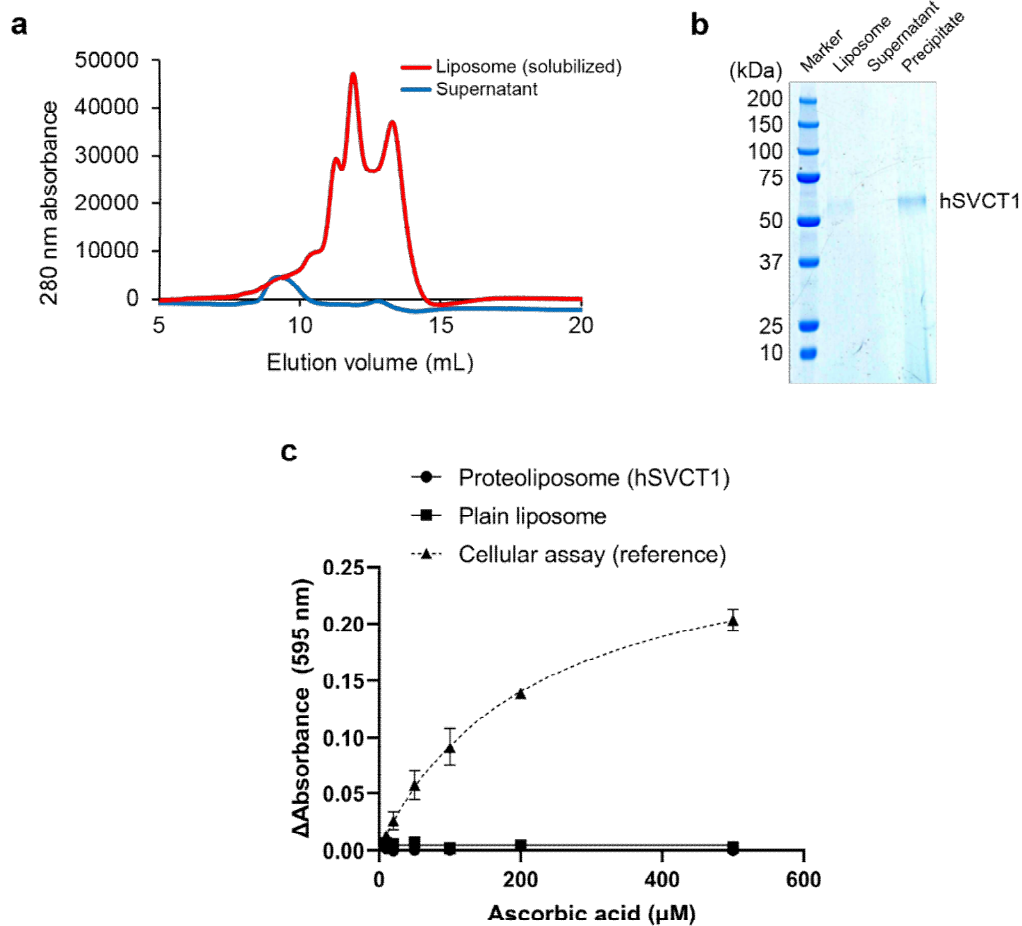 a
50000
40000
30000
20000
10000
0
280 nm absorbance
Liposome (solubilized)
Supernatant
5
10
15
20
Elution volume (mL)
b
(kDa)
Marker
Liposome
Supernatant
Precipitate
200
150
100
75
50
37
25
10
hSVCT1
c
Proteoliposome (hSVCT1)
Plain liposome
Cellular assay (reference)
0.25
0.20
0.15
0.10
0.05
0.00
ΔAbsorbance (595 nm)
0
200
400
600
Ascorbic acid (µM)